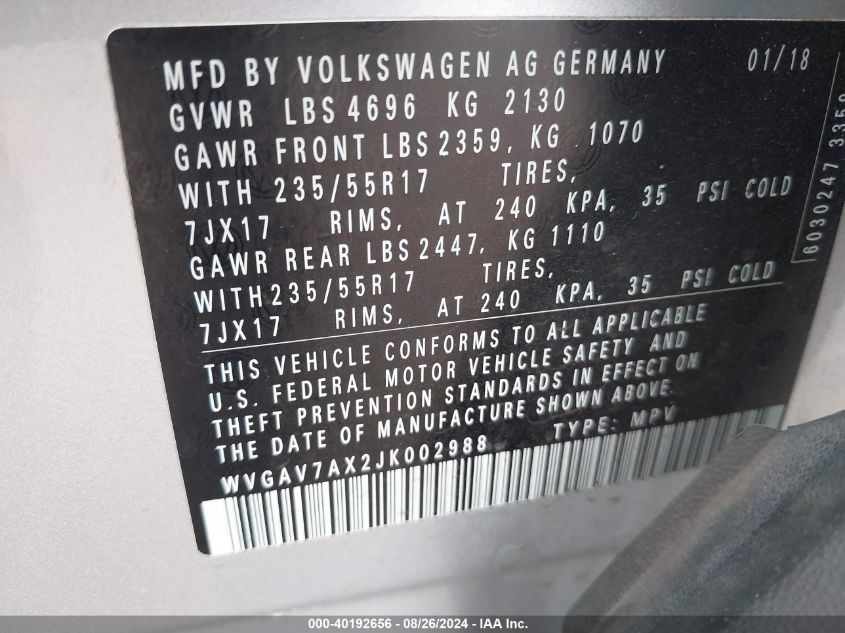 MFD BY VOLKSWAGEN AG GERMANY 01/18
GVWR LBS 4696 KG 2130
GAWR FRONT LBS 2359, KG 1070
WITH 235/55R17 TIRES,
7JX17 RIMS, AT 240 KPA, 35 PSI COLD
GAWR REAR LBS 2447, KG 1110
WITH 235/55R17 TIRES,
7JX17 RIMS, AT 240 KPA, 35 PSI COLD
THIS VEHICLE CONFORMS TO ALL APPLICABLE
U.S. FEDERAL MOTOR VEHICLE SAFETY AND
THEFT PREVENTION STANDARDS IN EFFECT ON
THE DATE OF MANUFACTURE SHOWN ABOVE.
WVGAV7AX2JK002988 TYPE: MPV
6030247 3359
000-40192656 - 08/26/2024 - IAA Inc.